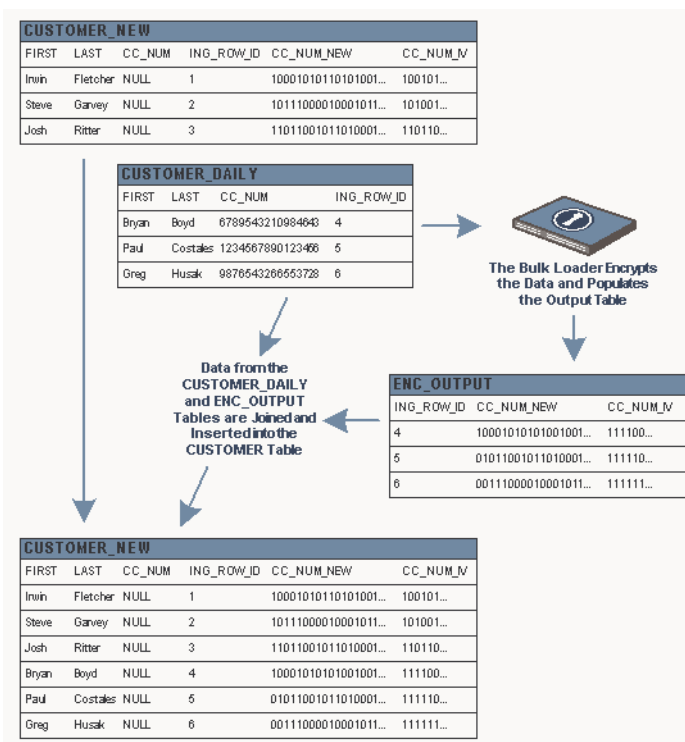 CUSTOMER_NEW
FIRST LAST CC_NUM ING_ROW_ID CC_NUM_NEW CC_NUM_IV
Irwin Fletcher NULL 1 10001010110101001... 100101...
Steve Garvey NULL 2 10111000010001011... 101001...
Josh Ritter NULL 3 11011001011010001... 110110...
CUSTOMER_DAILY
FIRST LAST CC_NUM ING_ROW_ID
Bryan Boyd 6789543210984643 4
Paul Costales 1234567890123456 5
Greg Husak 9876543266553728 6
The Bulk Loader Encrypts
the Data and Populates
the Output Table
Data from the
CUSTOMER_DAILY
and ENC_OUTPUT
Tables are Joined and
Inserted into the
CUSTOMER Table
ENC_OUTPUT
ING_ROW_ID CC_NUM_NEW CC_NUM_IV
4 10001010101001001... 111100...
5 01011001011010001... 111110...
6 00111000010001011... 111111...
CUSTOMER_NEW
FIRST LAST CC_NUM ING_ROW_ID CC_NUM_NEW CC_NUM_IV
Irwin Fletcher NULL 1 10001010110101001... 100101...
Steve Garvey NULL 2 10111000010001011... 101001...
Josh Ritter NULL 3 11011001011010001... 110110...
Bryan Boyd NULL 4 10001010101001001... 111100...
Paul Costales NULL 5 01011001011010001... 111110...
Greg Husak NULL 6 00111000010001011... 111111...